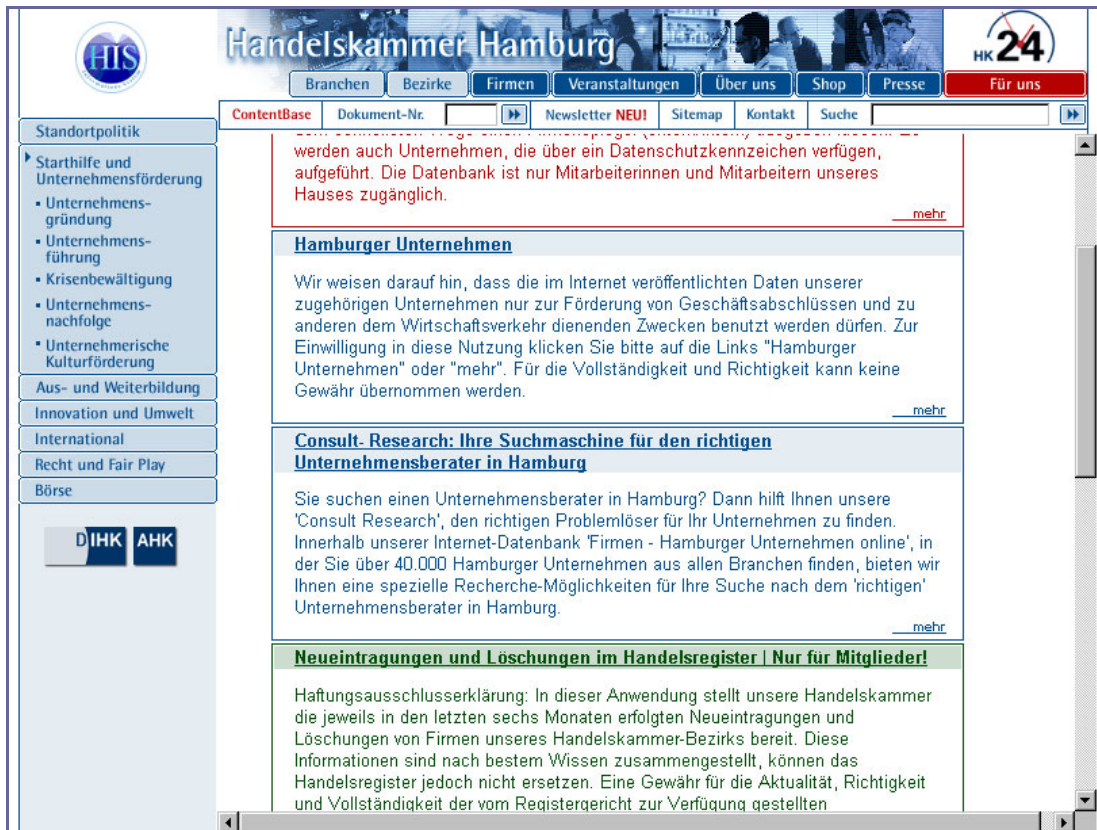 HIS
Handelskammer Hamburg
HK 24
Branchen
Bezirke
Firmen
Veranstaltungen
Über uns
Shop
Presse
Für uns
ContentBase
Dokument-Nr.
Newsletter NEU!
Sitemap
Kontakt
Suche
Standortpolitik
Starthilfe und
Unternehmensförderung
Unternehmens-
gründung
Unternehmens-
führung
Krisenbewältigung
Unternehmens-
nachfolge
Unternehmerische
Kulturförderung
Aus- und Weiterbildung
Innovation und Umwelt
International
Recht und Fair Play
Börse
DIHK AHK
werden auch Unternehmen, die über ein Datenschutzkennzeichen verfügen,
aufgeführt. Die Datenbank ist nur Mitarbeiterinnen und Mitarbeitern unseres
Hauses zugänglich.
mehr
Hamburger Unternehmen
Wir weisen darauf hin, dass die im Internet veröffentlichten Daten unserer
zugehörigen Unternehmen nur zur Förderung von Geschäftsabschlüssen und zu
anderen dem Wirtschaftsverkehr dienenden Zwecken benutzt werden dürfen. Zur
Einwilligung in diese Nutzung klicken Sie bitte auf die Links "Hamburger
Unternehmen" oder "mehr". Für die Vollständigkeit und Richtigkeit kann keine
Gewähr übernommen werden.
mehr
Consult- Research: Ihre Suchmaschine für den richtigen
Unternehmensberater in Hamburg
Sie suchen einen Unternehmensberater in Hamburg? Dann hilft Ihnen unsere
'Consult Research', den richtigen Problemlöser für Ihr Unternehmen zu finden.
Innerhalb unserer Internet-Datenbank 'Firmen - Hamburger Unternehmen online', in
der Sie über 40.000 Hamburger Unternehmen aus allen Branchen finden, bieten wir
Ihnen eine spezielle Recherche-Möglichkeiten für Ihre Suche nach dem 'richtigen'
Unternehmensberater in Hamburg.
mehr
Neueintragungen und Löschungen im Handelsregister | Nur für Mitglieder!
Haftungsausschlusserklärung: In dieser Anwendung stellt unsere Handelskammer
die jeweils in den letzten sechs Monaten erfolgten Neueintragungen und
Löschungen von Firmen unseres Handelskammer-Bezirks bereit. Diese
Informationen sind nach bestem Wissen zusammengestellt, können das
Handelsregister jedoch nicht ersetzen. Eine Gewähr für die Aktualität, Richtigkeit
und Vollständigkeit der vom Registergericht zur Verfügung gestellten